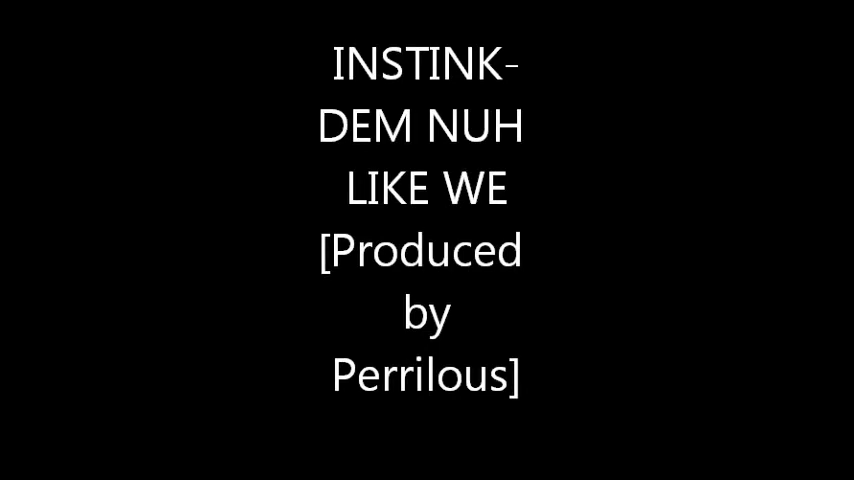 INSTINK-
DEM NUH
LIKE WE
[Produced
by
Perrilous]